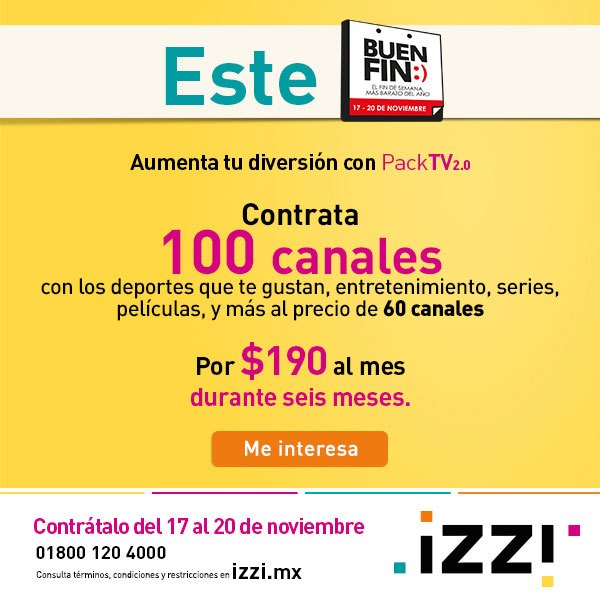 Este
BUEN
FIN:)
EL FIN DE SEMANA
MÁS BARATO DEL AÑO
17 - 20 DE NOVIEMBRE
Aumenta tu diversión con PackTV2.0
Contrata
100 canales
con los deportes que te gustan, entretenimiento, series,
películas, y más al precio de 60 canales
Por $190 al mes
durante seis meses.
Me interesa
Contrátalo del 17 al 20 de noviembre
01800 120 4000
Consulta términos, condiciones y restricciones en izzi.mx
izzi